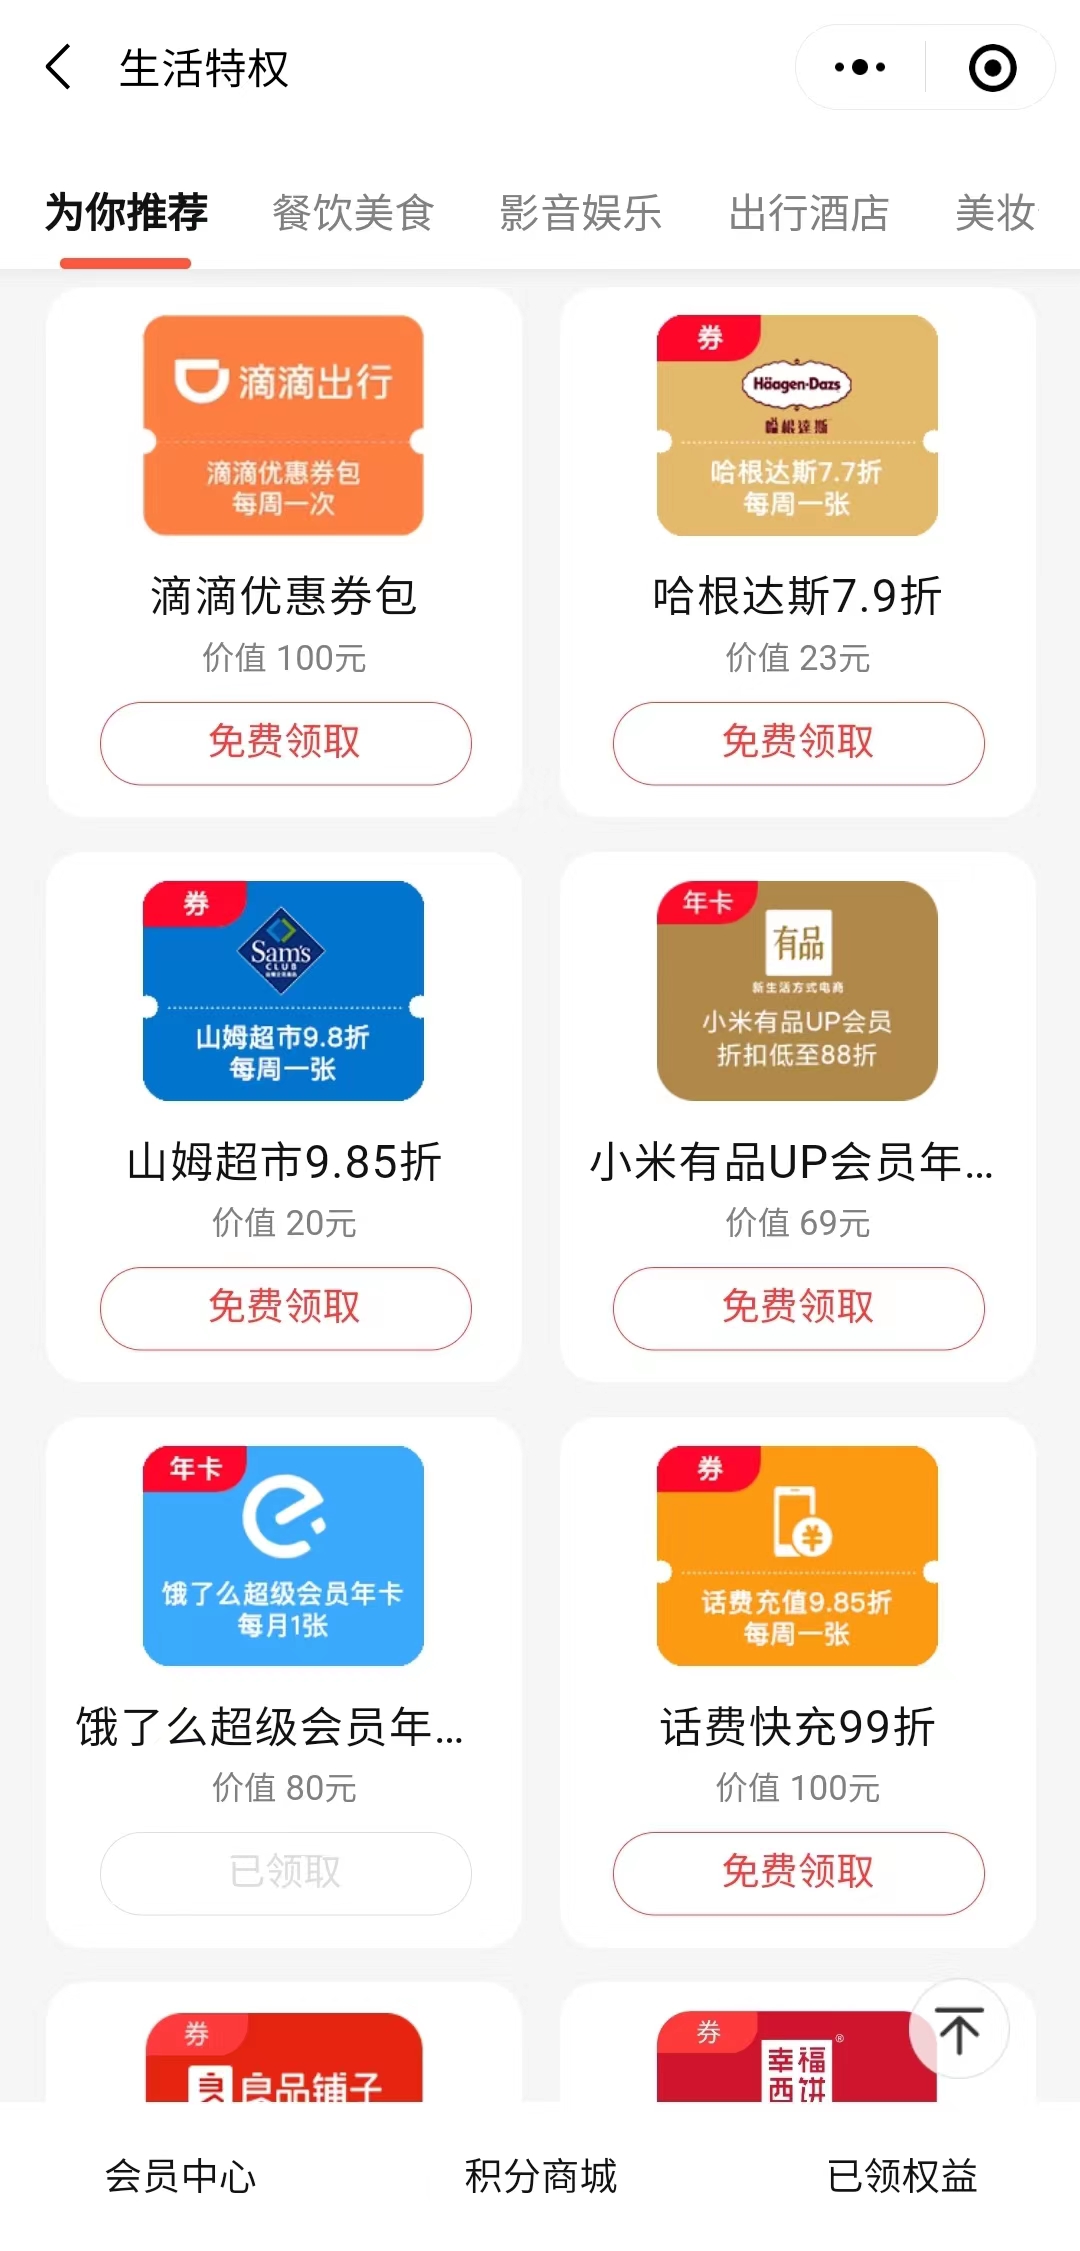 生活特权
为你推荐 餐饮美食 影音娱乐 出行酒店 美妆
滴滴出行
滴滴优惠券包
每周一次
滴滴优惠券包
价值 100元
免费领取
券
Häagen-Dazs
哈根達斯
哈根达斯7.7折
每周一张
哈根达斯7.9折
价值 23元
免费领取
券
Sam's
CLUB
山姆超市9.8折
每周一张
山姆超市9.85折
价值 20元
免费领取
年卡
有品
新生活方式电商
小米有品UP会员
折扣低至88折
小米有品UP会员年...
价值 69元
免费领取
年卡
饿了么超级会员年卡
每月1张
饿了么超级会员年...
价值 80元
已领取
券
话费充值9.85折
每周一张
话费快充99折
价值 100元
免费领取
券
良品铺子
券
幸福
西饼
®
会员中心 积分商城 已领权益